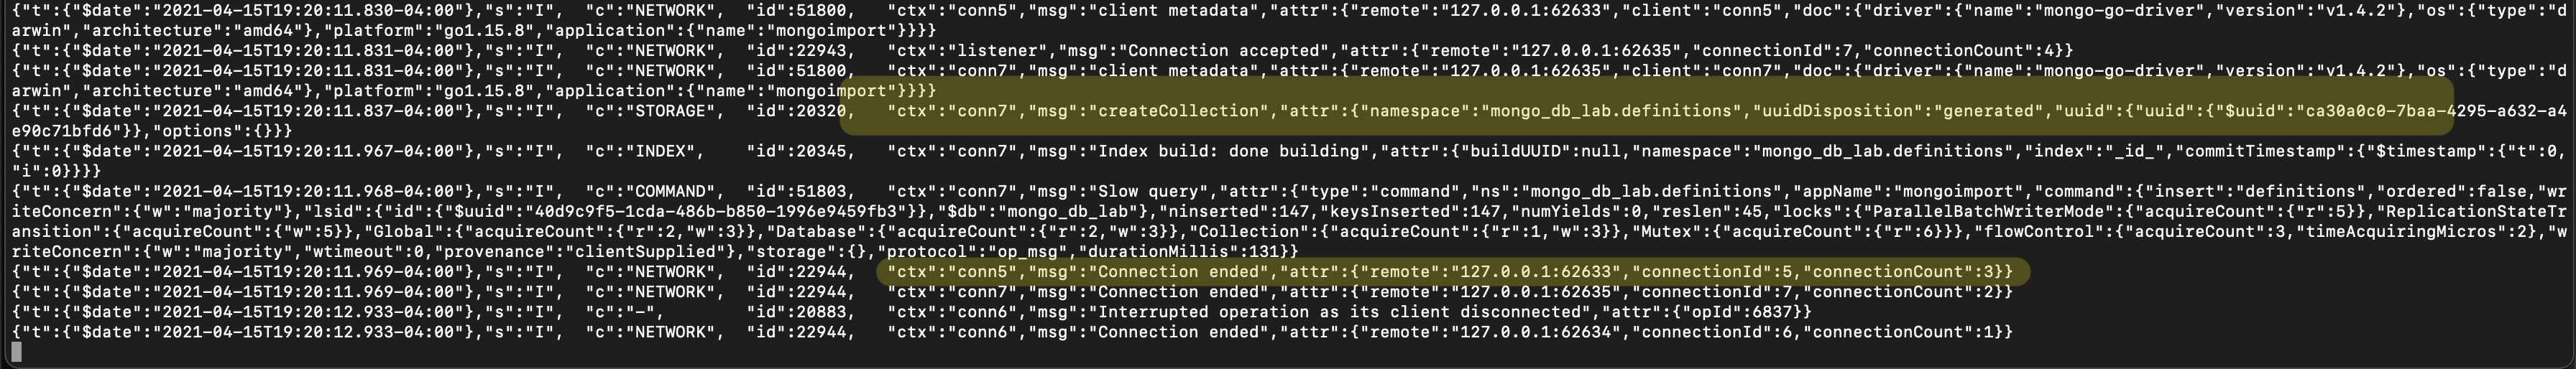 {"t":{"$date":"2021-04-15T19:20:11.830-04:00"},"s":"I",  "c":"NETWORK",  "id":51800,   "ctx":"conn5","msg":"client metadata","attr":{"remote":"127.0.0.1:62633","client":"conn5","doc":{"driver":{"name":"mongo-go-driver","version":"v1.4.2"},"os":{"type":"d
arwin","architecture":"amd64"},"platform":"go1.15.8","application":{"name":"mongoimport"}}}}
{"t":{"$date":"2021-04-15T19:20:11.831-04:00"},"s":"I",  "c":"NETWORK",  "id":22943,   "ctx":"listener","msg":"Connection accepted","attr":{"remote":"127.0.0.1:62635","connectionId":7,"connectionCount":4}}
{"t":{"$date":"2021-04-15T19:20:11.831-04:00"},"s":"I",  "c":"NETWORK",  "id":51800,   "ctx":"conn7","msg":"client metadata","attr":{"remote":"127.0.0.1:62635","client":"conn7","doc":{"driver":{"name":"mongo-go-driver","version":"v1.4.2"},"os":{"type":"d
arwin","architecture":"amd64"},"platform":"go1.15.8","application":{"name":"mongoimport"}}}}
{"t":{"$date":"2021-04-15T19:20:11.837-04:00"},"s":"I",  "c":"STORAGE",  "id":20320,   "ctx":"conn7","msg":"createCollection","attr":{"namespace":"mongo_db_lab.definitions","uuidDisposition":"generated","uuid":{"uuid":{"$uuid":"ca30a0c0-7baa-4295-a632-a4
e90c71bfd6"}},"options":{}}}
{"t":{"$date":"2021-04-15T19:20:11.967-04:00"},"s":"I",  "c":"INDEX",    "id":20345,   "ctx":"conn7","msg":"Index build: done building","attr":{"buildUUID":null,"namespace":"mongo_db_lab.definitions","index":"_id_","commitTimestamp":{"$timestamp":{"t":0,
"i":0}}}}
{"t":{"$date":"2021-04-15T19:20:11.968-04:00"},"s":"I",  "c":"COMMAND",  "id":51803,   "ctx":"conn7","msg":"Slow query","attr":{"type":"command","ns":"mongo_db_lab.definitions","appName":"mongoimport","command":{"insert":"definitions","ordered":false,"wr
iteConcern":{"w":"majority"},"lsid":{"id":{"$uuid":"40d9c9f5-1cda-486b-b850-1996e9459fb3"}},"$db":"mongo_db_lab"},"ninserted":147,"keysInserted":147,"numYields":0,"reslen":45,"locks":{"ParallelBatchWriterMode":{"acquireCount":{"r":5}},"ReplicationStateTr
ansition":{"acquireCount":{"w":5}},"Global":{"acquireCount":{"r":2,"w":3}},"Database":{"acquireCount":{"r":2,"w":3}},"Collection":{"acquireCount":{"r":1,"w":3}},"Mutex":{"acquireCount":{"r":6}}},"flowControl":{"acquireCount":3,"timeAcquiringMicros":2},"w
riteConcern":{"w":"majority","wtimeout":0,"provenance":"clientSupplied"},"storage":{},"protocol":"op_msg","durationMillis":131}}
{"t":{"$date":"2021-04-15T19:20:11.969-04:00"},"s":"I",  "c":"NETWORK",  "id":22944,   "ctx":"conn5","msg":"Connection ended","attr":{"remote":"127.0.0.1:62633","connectionId":5,"connectionCount":3}}
{"t":{"$date":"2021-04-15T19:20:11.969-04:00"},"s":"I",  "c":"NETWORK",  "id":22944,   "ctx":"conn7","msg":"Connection ended","attr":{"remote":"127.0.0.1:62635","connectionId":7,"connectionCount":2}}
{"t":{"$date":"2021-04-15T19:20:12.933-04:00"},"s":"I",  "c":"-",        "id":20883,   "ctx":"conn6","msg":"Interrupted operation as its client disconnected","attr":{"opId":6837}}
{"t":{"$date":"2021-04-15T19:20:12.933-04:00"},"s":"I",  "c":"NETWORK",  "id":22944,   "ctx":"conn6","msg":"Connection ended","attr":{"remote":"127.0.0.1:62634","connectionId":6,"connectionCount":1}}